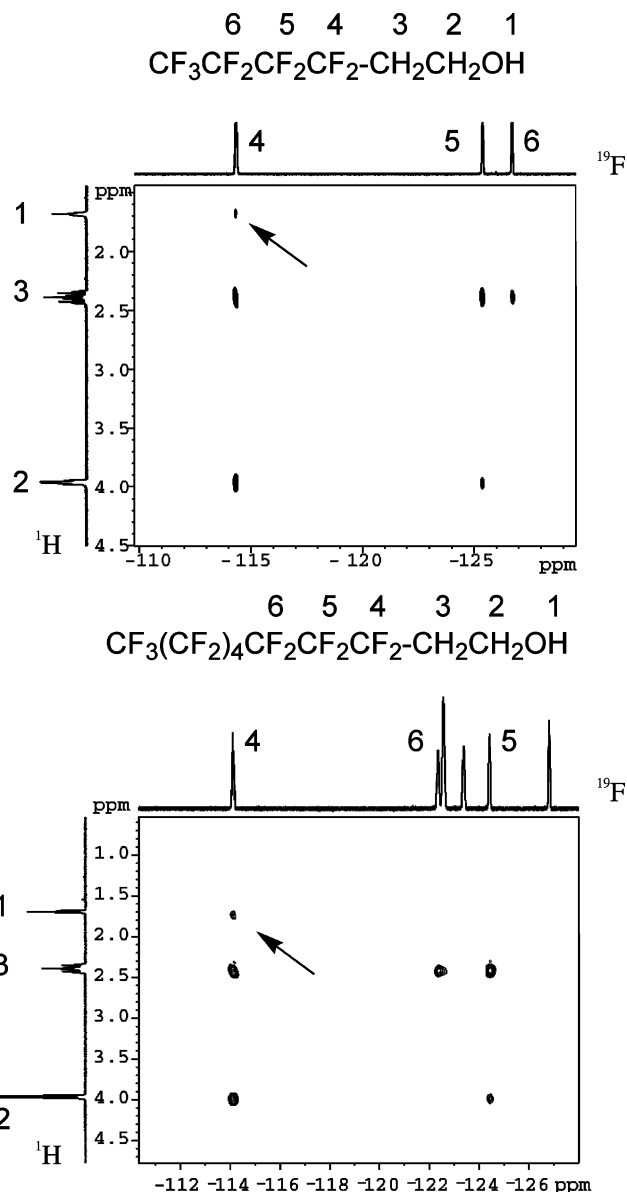 6 5 4 3 2 1
CF3CF2CF2CF2-CH2CH2OH
4 5 6
19F
ppm
1
2.0
3
2.5
3.0
3.5
2
4.0
1H
4.5
-110 -115 -120 -125
ppm
6 5 4 3 2 1
CF3(CF2)4CF2CF2CF2-CH2CH2OH
4 6 5
19F
ppm
1.0
1
1.5
2.0
3
2.5
3.0
3.5
4.0
2
4.5
1H
-112 -114 -116 -118 -120 -122 -124 -126 ppm